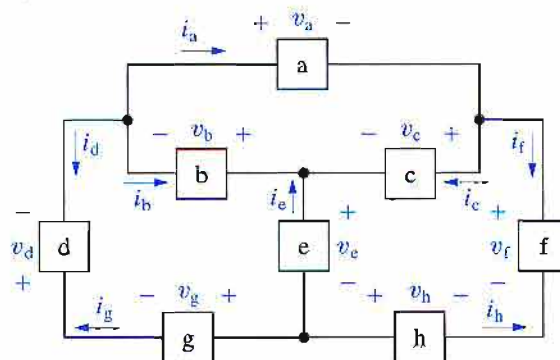 i_a + v_a −
a
i_d − v_b + − v_c + i_f
b c
i_b i_e i_c
− + +
v_d d e v_e v_f f
+ − −
i_g − v_g + + v_h − i_h
g h